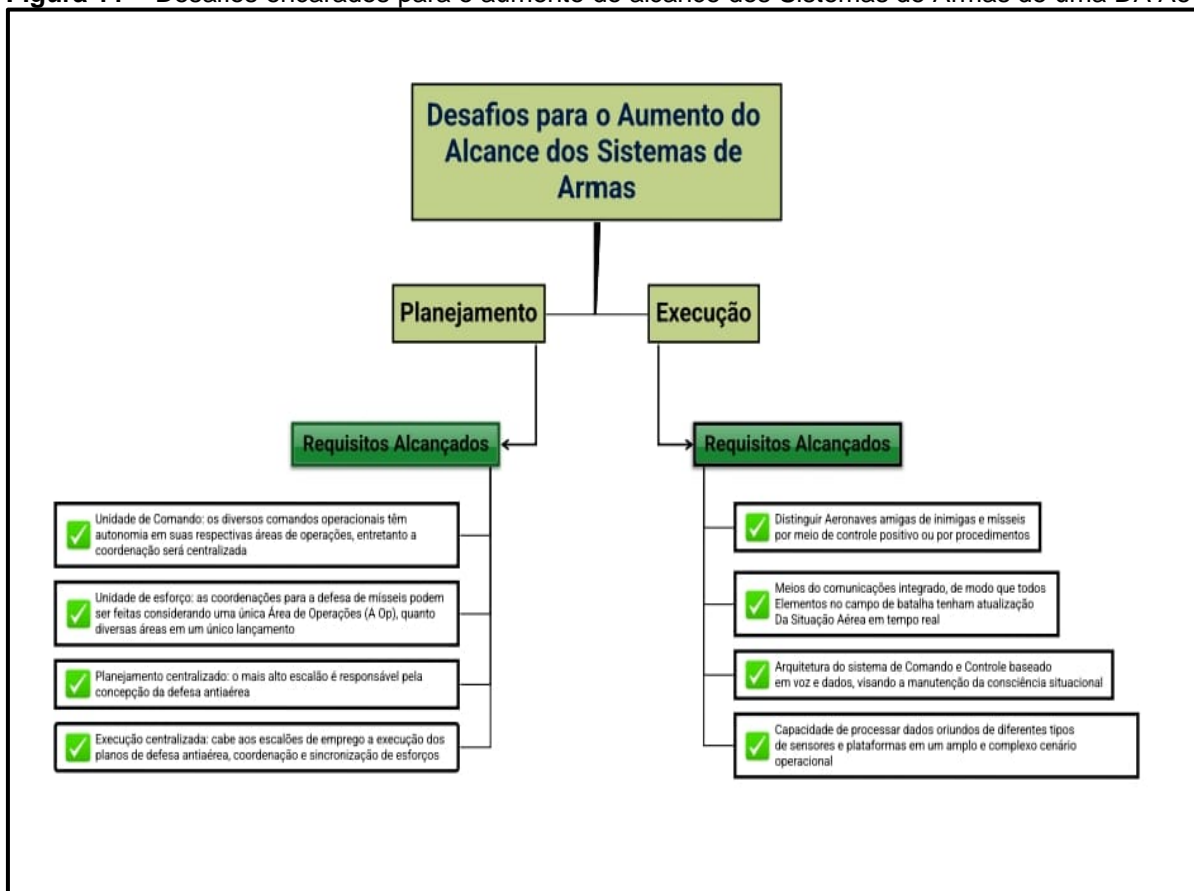 Desafios para o Aumento do
Alcance dos Sistemas de
Armas
Planejamento
Execução
Requisitos Alcançados
Unidade de Comando: os diversos comandos operacionais têm
autonomia em suas respectivas áreas de operações, entretanto a
coordenação será centralizada
Unidade de esforço: as coordenações para a defesa de mísseis podem
ser feitas considerando uma única Área de Operações (A Op), quanto
diversas áreas em um único lançamento
Planejamento centralizado: o mais alto escalão é responsável pela
concepção da defesa antiaérea
Execução centralizada: cabe aos escalões de emprego a execução dos
planos de defesa antiaérea, coordenação e sincronização de esforços
Requisitos Alcançados
Distinguir Aeronaves amigas de inimigas e mísseis
por meio de controle positivo ou por procedimentos
Meios do comunicações integrado, de modo que todos
Elementos no campo de batalha tenham atualização
Da Situação Aérea em tempo real
Arquitetura do sistema de Comando e Controle baseado
em voz e dados, visando a manutenção da consciência situacional
Capacidade de processar dados oriundos de diferentes tipos
de sensores e plataformas em um amplo e complexo cenário
operacional